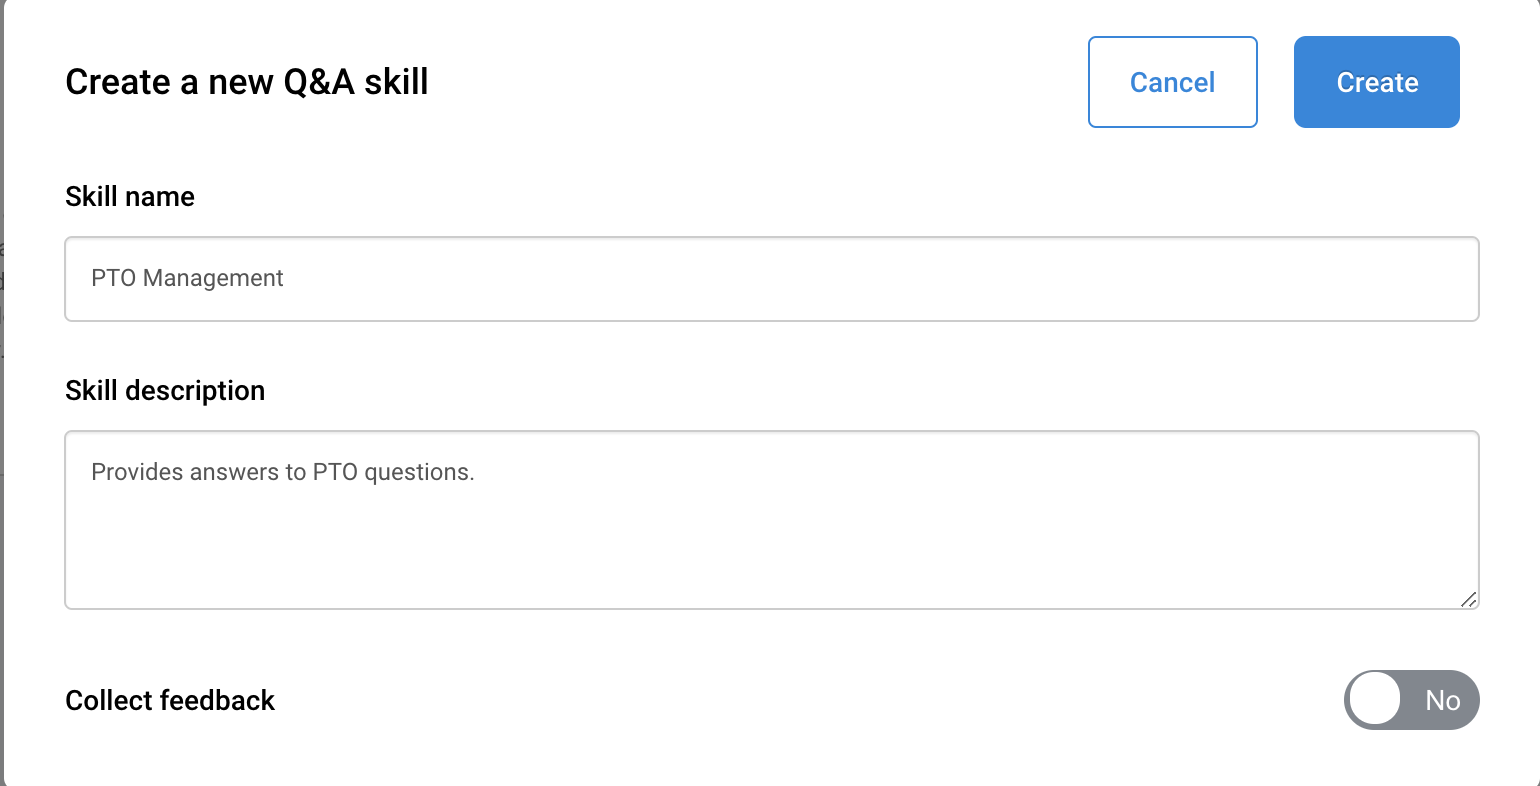 Create a new Q&A skill
Cancel
Create
Skill name
PTO Management
Skill description
Provides answers to PTO questions.
Collect feedback
No